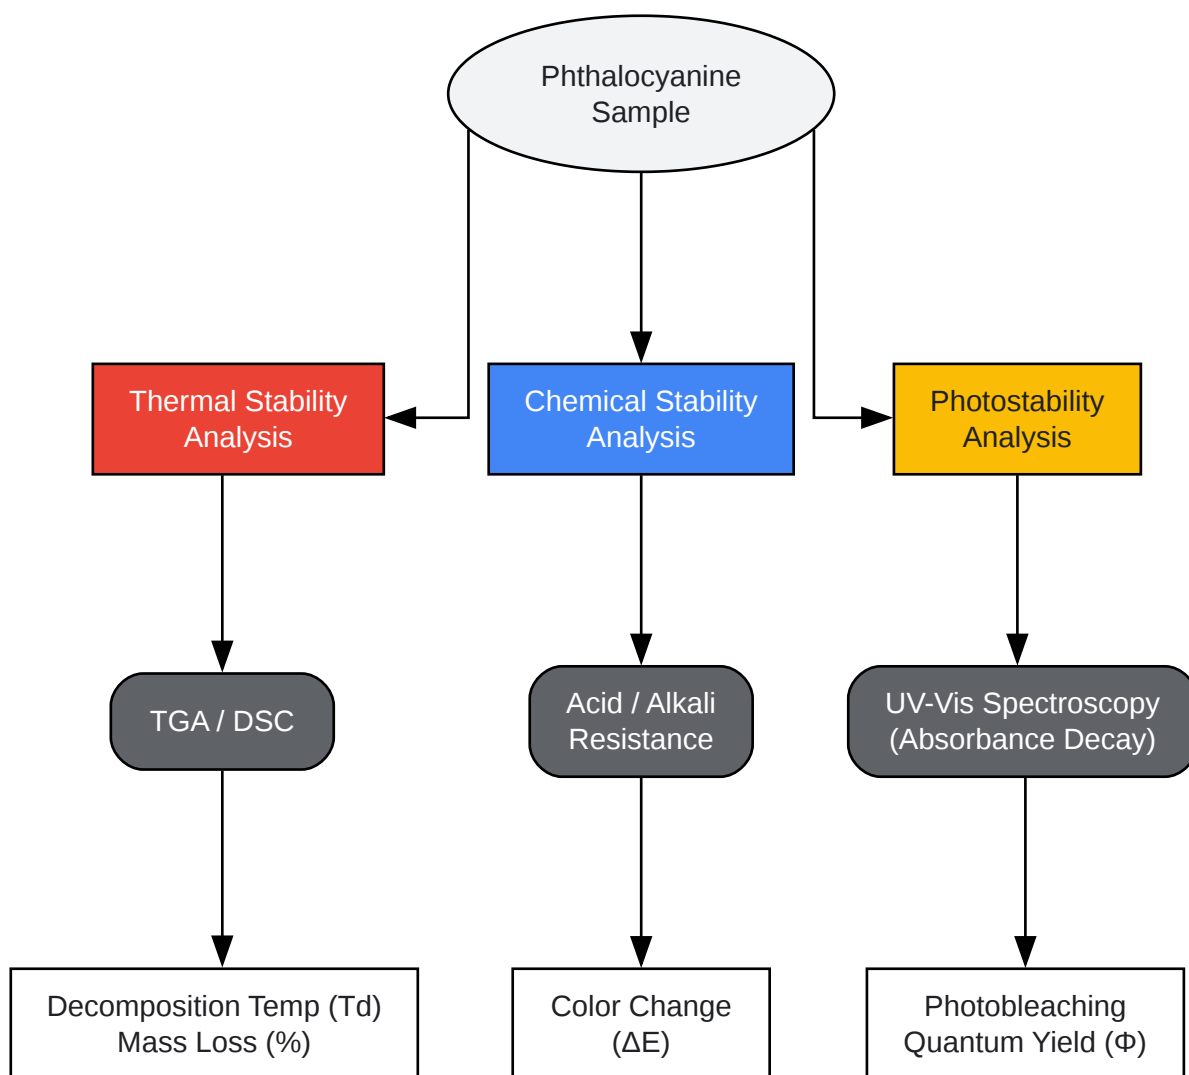 Phthalocyanine
Sample
Thermal Stability
Analysis
Chemical Stability
Analysis
Photostability
Analysis
TGA / DSC
Acid / Alkali
Resistance
UV-Vis Spectroscopy
(Absorbance Decay)
Decomposition Temp (Td)
Mass Loss (%)
Color Change
(ΔE)
Photobleaching
Quantum Yield (Φ)